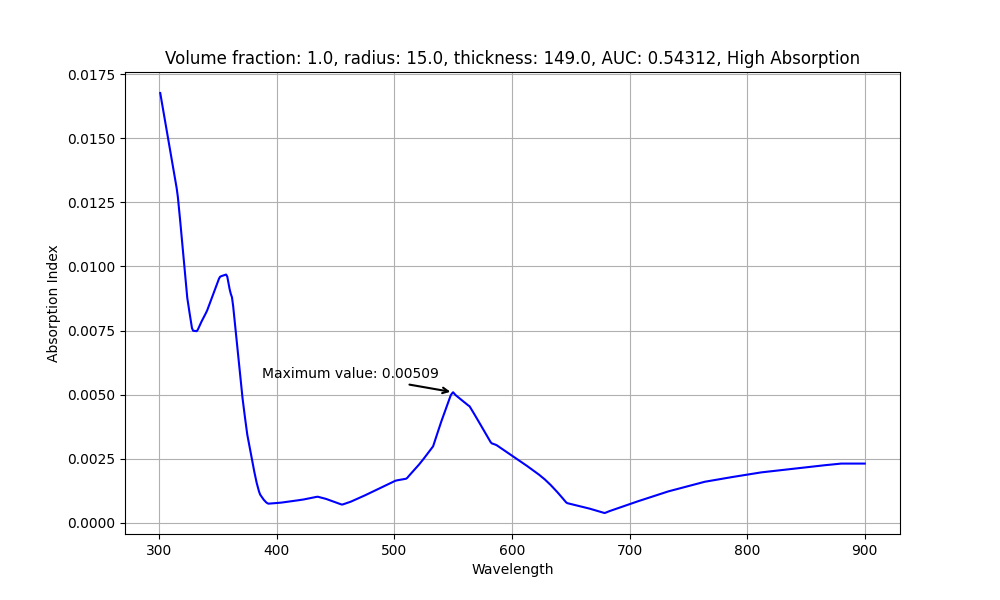 Volume fraction: 1.0, radius: 15.0, thickness: 149.0, AUC: 0.54312, High Absorption
0.0175
0.0150
0.0125
0.0100
0.0075
0.0050
0.0025
0.0000
Absorption Index
Maximum value: 0.00509
300 400 500 600 700 800 900
Wavelength